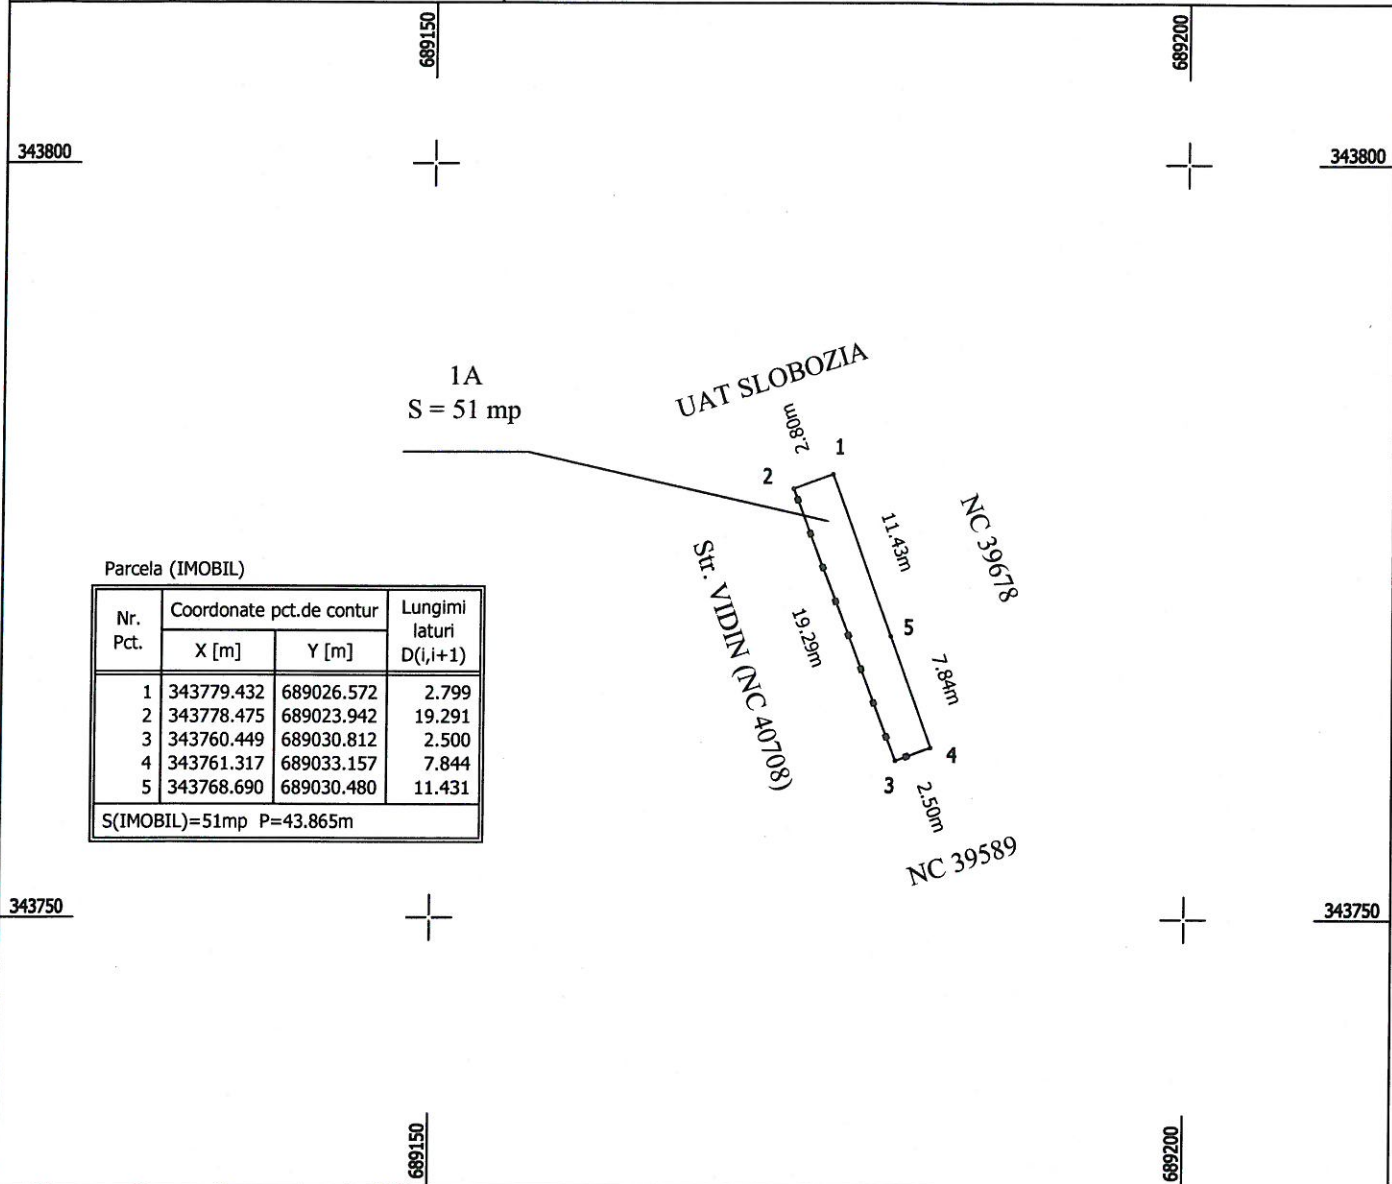 689150
689200
343800
343800
1A
S = 51 mp
UAT SLOBOZIA
2.80m
1
2
11.43m
NC 39678
Str. VIDIN (NC 40708)
19.29m
5
7.84m
4
3
2.50m
NC 39589
Parcela (IMOBIL)
Nr. Pct. Coordonate pct.de contur Lungimi laturi D(i,i+1)
X [m] Y [m]
1 343779.432 689026.572 2.799
2 343778.475 689023.942 19.291
3 343760.449 689030.812 2.500
4 343761.317 689033.157 7.844
5 343768.690 689030.480 11.431
S(IMOBIL)=51mp P=43.865m
343750
343750
689150
689200